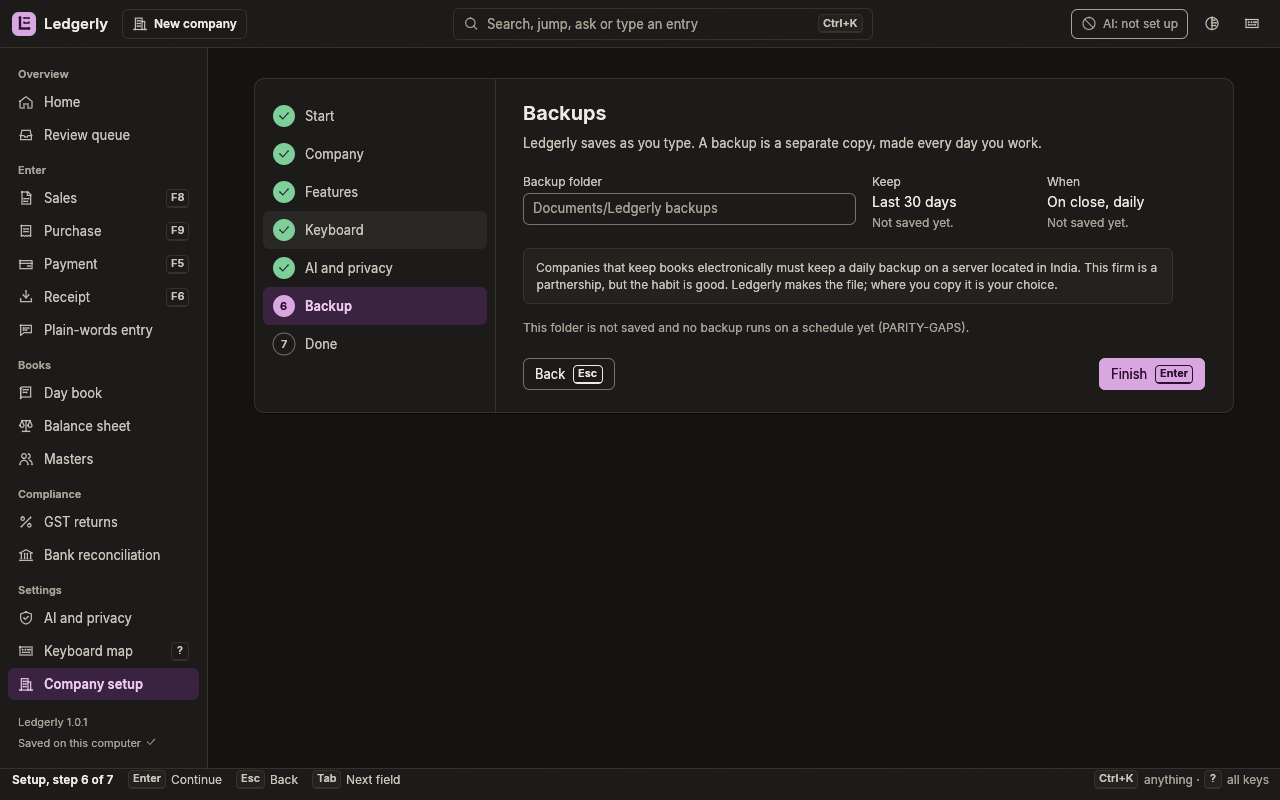 Ledgerly
New company
Search, jump, ask or type an entry
Ctrl+K
AI: not set up
Overview
Home
Review queue
Enter
Sales F8
Purchase F9
Payment F5
Receipt F6
Plain-words entry
Books
Day book
Balance sheet
Masters
Compliance
GST returns
Bank reconciliation
Settings
AI and privacy
Keyboard map ?
Company setup
Ledgerly 1.0.1
Saved on this computer
Start
Company
Features
Keyboard
AI and privacy
6 Backup
7 Done
Backups
Ledgerly saves as you type. A backup is a separate copy, made every day you work.
Backup folder
Documents/Ledgerly backups
Keep
Last 30 days
Not saved yet.
When
On close, daily
Not saved yet.
Companies that keep books electronically must keep a daily backup on a server located in India. This firm is a
partnership, but the habit is good. Ledgerly makes the file; where you copy it is your choice.
This folder is not saved and no backup runs on a schedule yet (PARITY-GAPS).
Back Esc
Finish Enter
Setup, step 6 of 7 Enter Continue Esc Back Tab Next field
Ctrl+K anything · ? all keys